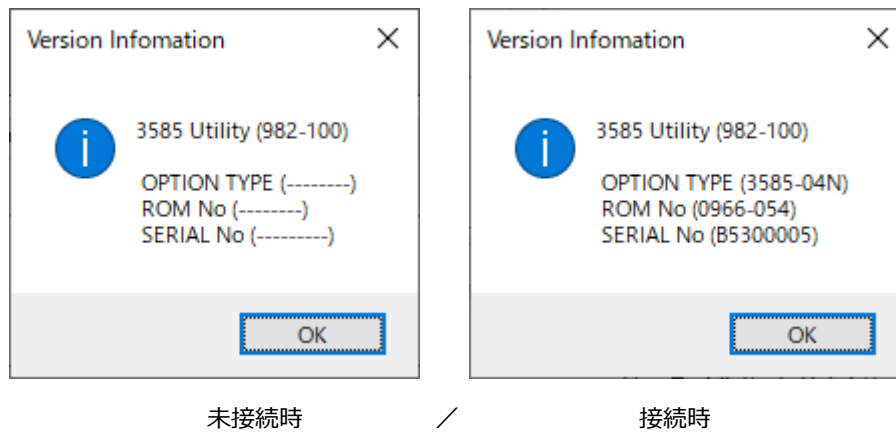 Version Infomation
3585 Utility (982-100)
OPTION TYPE (--------)
ROM No (--------)
SERIAL No (---------)
OK
Version Infomation
3585 Utility (982-100)
OPTION TYPE (3585-04N)
ROM No (0966-054)
SERIAL No (B5300005)
OK
未接続時 ／ 接続時